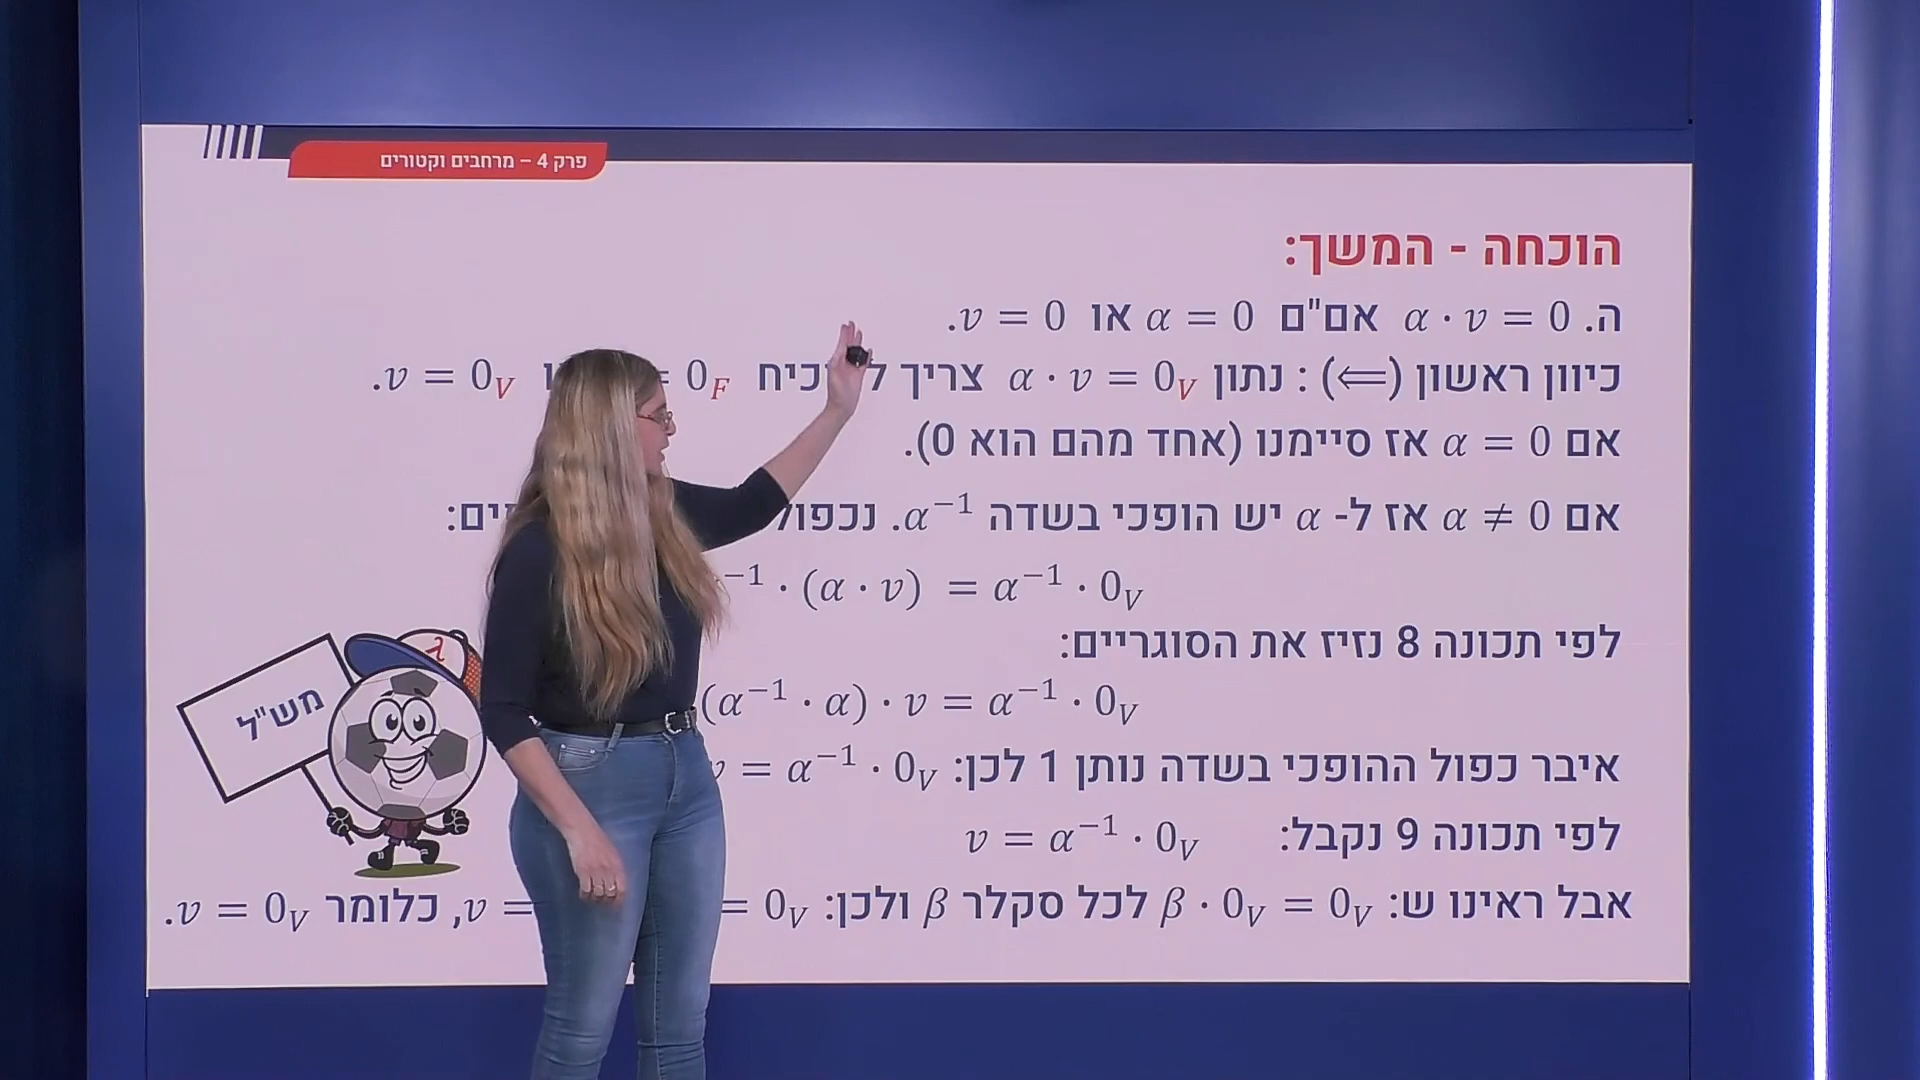 פרק 4 – מרחבים וקטורים
הוכחה - המשך:
ה. α · v = 0 אם"ם α = 0 או v = 0.
כיוון ראשון (⟸) : נתון α · v = 0_V צריך 0_F v = 0_V.
אם α = 0 אז סיימנו (אחד מהם הוא 0).
אם α ≠ 0 אז ל- α יש הופכי בשדה α⁻¹.
⁻¹ · (α · v) = α⁻¹ · 0_V
לפי תכונה 8 נזיז את הסוגריים:
(α⁻¹ · α) · v = α⁻¹ · 0_V
איבר כפול ההופכי בשדה נותן 1 לכן: v = α⁻¹ · 0_V
לפי תכונה 9 נקבל: v = α⁻¹ · 0_V
אבל ראינו ש: β · 0_V = 0_V לכל סקלר β ולכן: v = = 0_V, כלומר v = 0_V.
מש"ל
λ